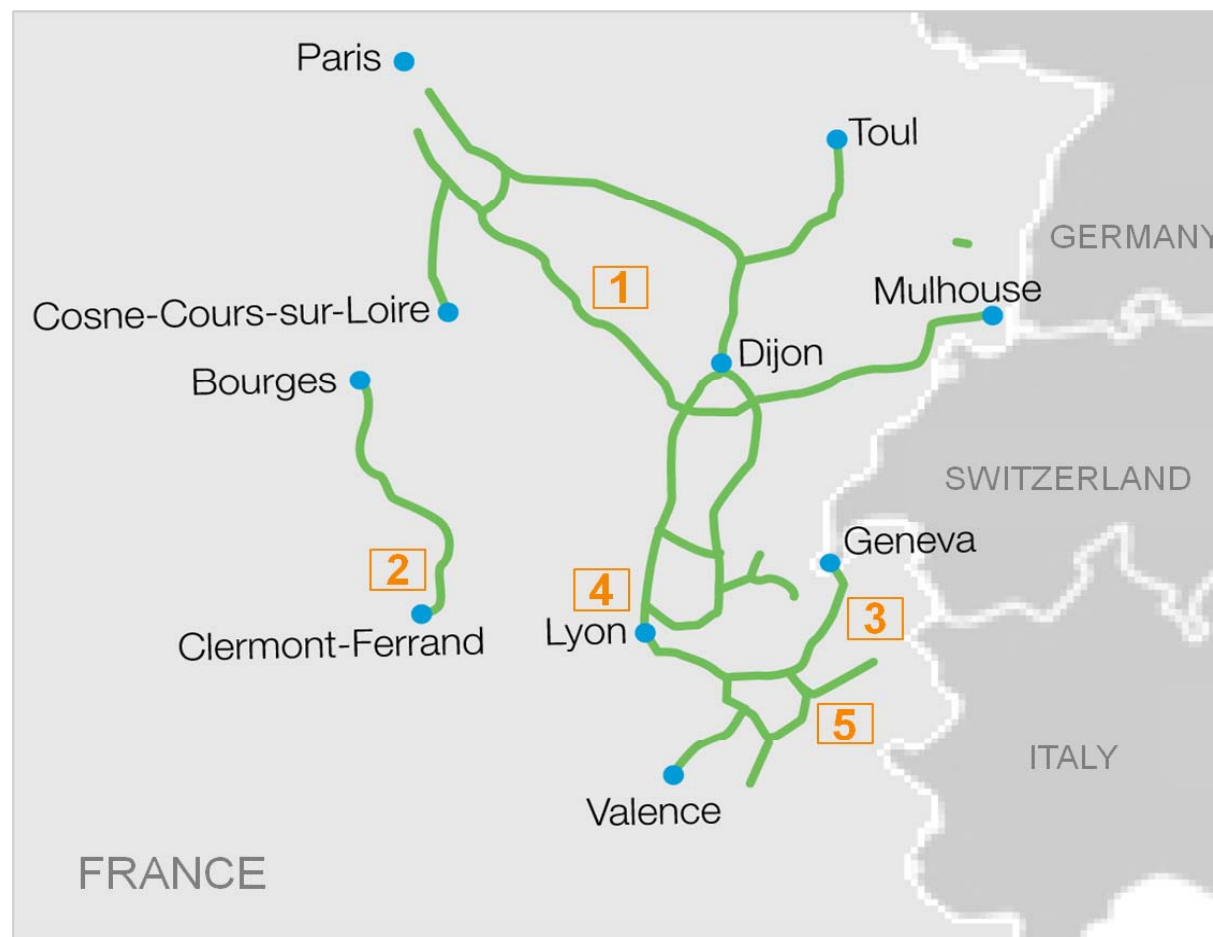 Paris
Toul
GERMANY
1
Mulhouse
Cosne-Cours-sur-Loire
Dijon
Bourges
SWITZERLAND
Geneva
2
4
3
Lyon
Clermont-Ferrand
5
ITALY
Valence
FRANCE